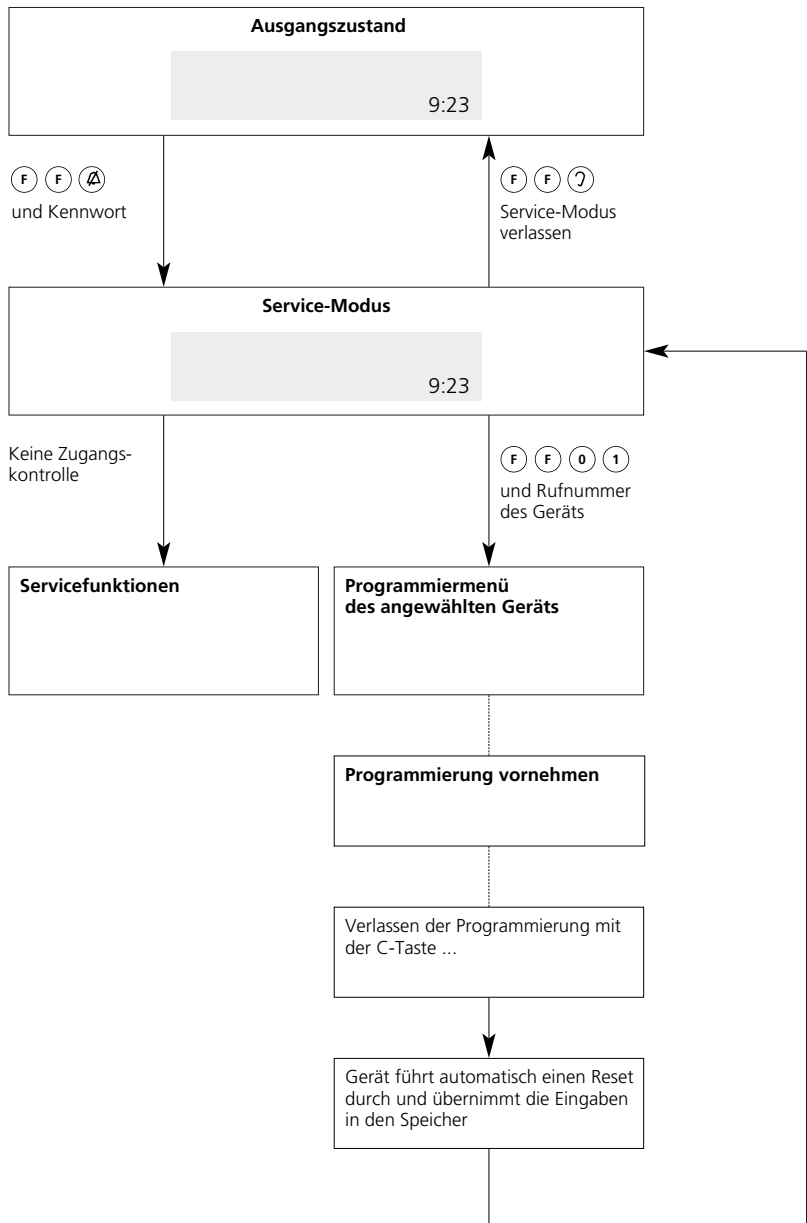 Ausgangszustand
9:23
F F
und Kennwort
F F
Service-Modus
verlassen
Service-Modus
9:23
Keine Zugangs-
kontrolle
F F 0 1
und Rufnummer
des Geräts
Servicefunktionen
Programmiermenü
des angewählten Geräts
Programmierung vornehmen
Verlassen der Programmierung mit
der C-Taste ...
Gerät führt automatisch einen Reset
durch und übernimmt die Eingaben
in den Speicher